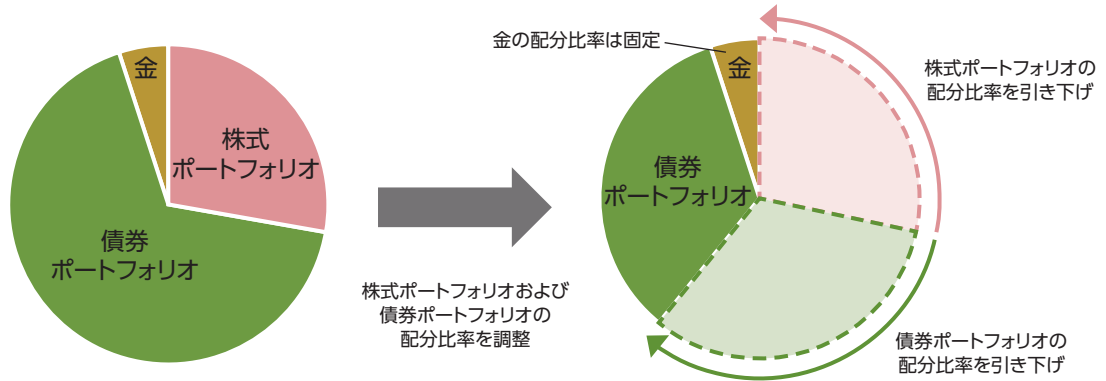 金
株式
ポートフォリオ
債券
ポートフォリオ
株式ポートフォリオおよび
債券ポートフォリオの
配分比率を調整
金の配分比率は固定
金
債券
ポートフォリオ
株式ポートフォリオの
配分比率を引き下げ
債券ポートフォリオの
配分比率を引き下げ